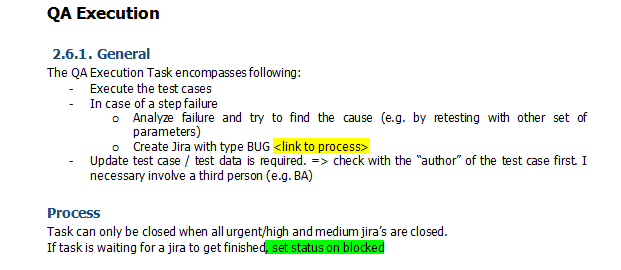 QA Execution
2.6.1. General
The QA Execution Task encompasses following:
- Execute the test cases
- In case of a step failure
o Analyze failure and try to find the cause (e.g. by retesting with other set of
parameters)
o Create Jira with type BUG <link to process>
- Update test case / test data is required. => check with the “author” of the test case first. I
necessary involve a third person (e.g. BA)
Process
Task can only be closed when all urgent/high and medium jira’s are closed.
If task is waiting for a jira to get finished, set status on blocked